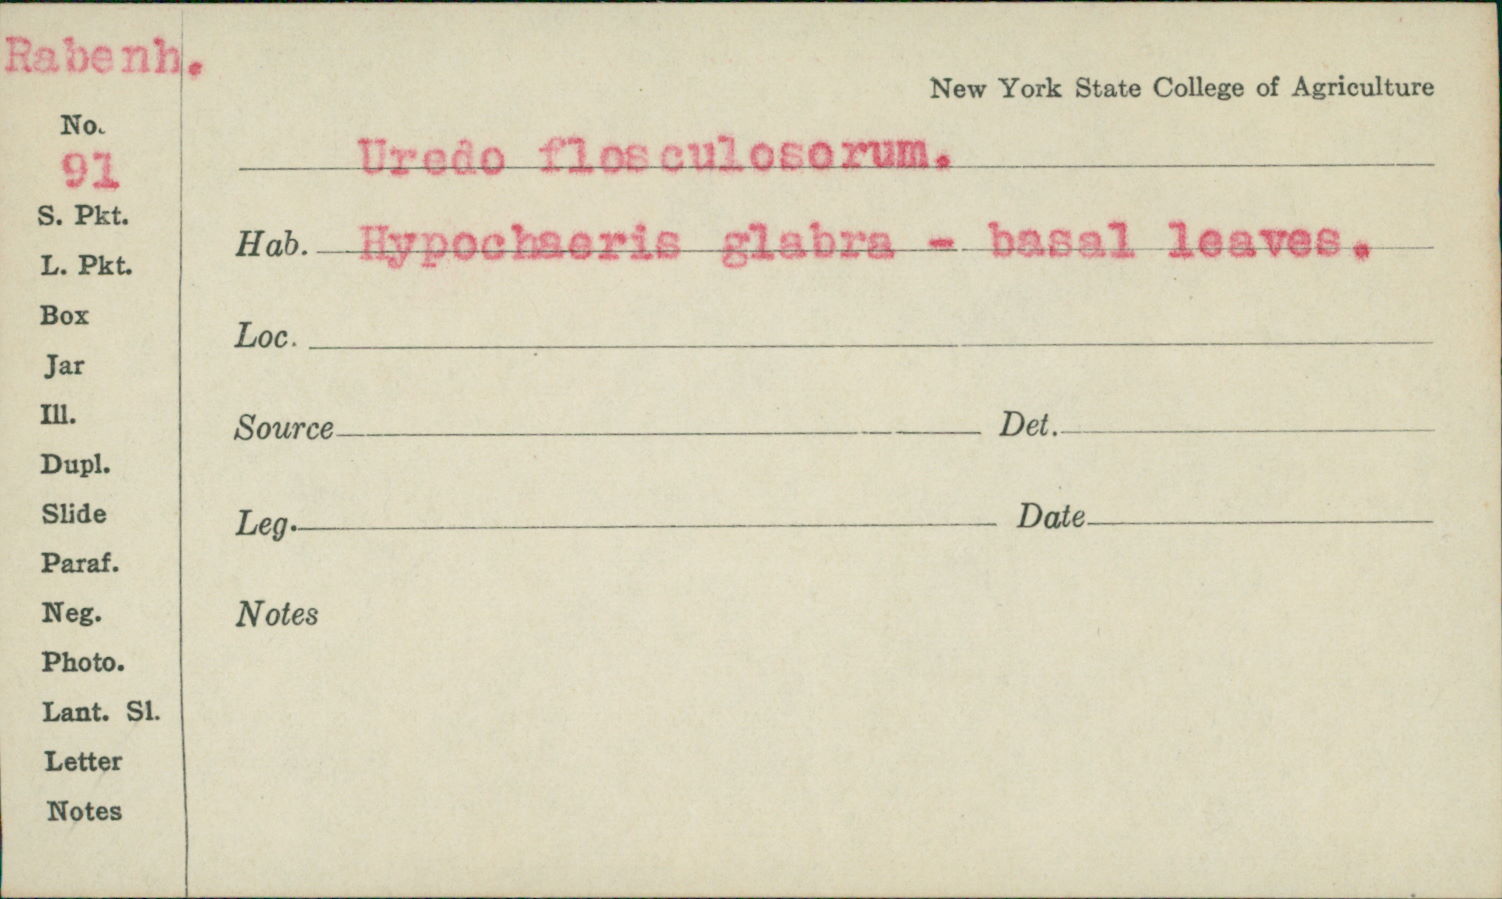 Rabenh.
New York State College of Agriculture
No.
91
Uredo flosculosorum.
S. Pkt.
Hab. Hypochaeris glabra - basal leaves.
L. Pkt.
Box
Loc.
Jar
Ill.
Source Det.
Dupl.
Slide
Leg. Date
Paraf.
Neg.
Notes
Photo.
Lant. Sl.
Letter
Notes